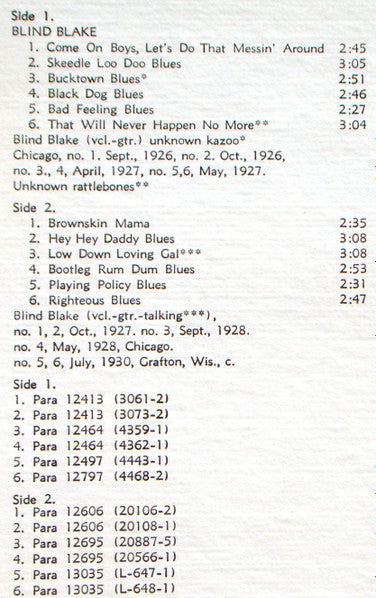 Side 1.
BLIND BLAKE
1. Come On Boys, Let's Do That Messin' Around 2:45
2. Skeedle Loo Doo Blues 3:05
3. Bucktown Blues* 2:51
4. Black Dog Blues 2:46
5. Bad Feeling Blues 2:27
6. That Will Never Happen No More** 3:04
Blind Blake (vcl.-gtr.) unknown kazoo*
Chicago, no. 1. Sept., 1926, no. 2. Oct., 1926,
no. 3., 4, April, 1927, no. 5,6, May, 1927.
Unknown rattlebones**
Side 2.
1. Brownskin Mama 2:35
2. Hey Hey Daddy Blues 3:08
3. Low Down Loving Gal*** 3:08
4. Bootleg Rum Dum Blues 2:53
5. Playing Policy Blues 2:31
6. Righteous Blues 2:47
Blind Blake (vcl.-gtr.-talking***),
no. 1, 2, Oct., 1927. no. 3, Sept., 1928.
no. 4, May, 1928, Chicago.
no. 5, 6, July, 1930, Grafton, Wis., c.
Side 1.
1. Para 12413 (3061-2)
2. Para 12413 (3073-2)
3. Para 12464 (4359-1)
4. Para 12464 (4362-1)
5. Para 12497 (4443-1)
6. Para 12797 (4468-2)
Side 2.
1. Para 12606 (20106-2)
2. Para 12606 (20108-1)
3. Para 12695 (20887-5)
4. Para 12695 (20566-1)
5. Para 13035 (L-647-1)
6. Para 13035 (L-648-1)